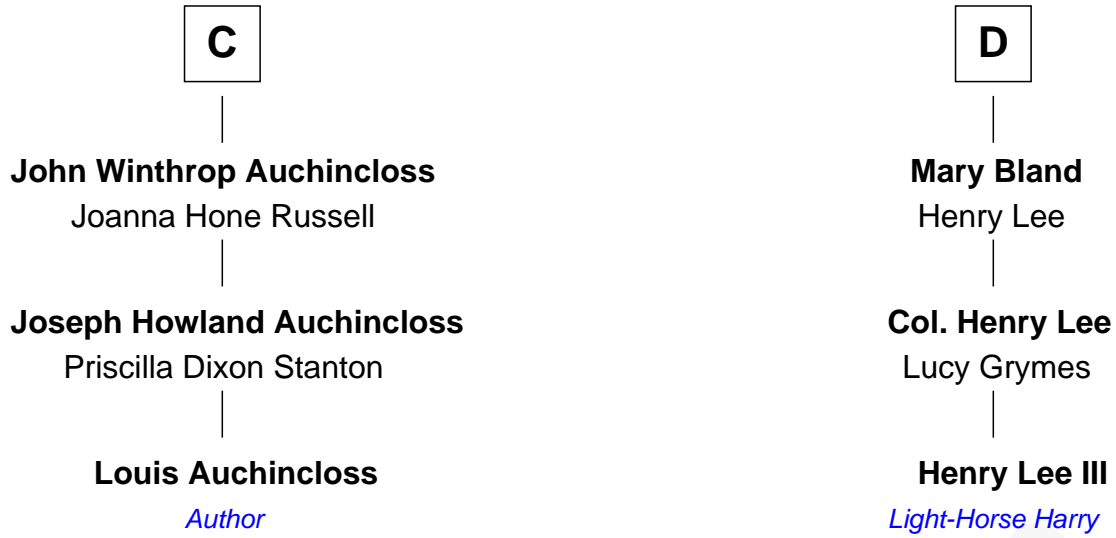 C
John Winthrop Auchincloss
Joanna Hone Russell
Joseph Howland Auchincloss
Priscilla Dixon Stanton
Louis Auchincloss
Author
D
Mary Bland
Henry Lee
Col. Henry Lee
Lucy Grymes
Henry Lee III
Light-Horse Harry